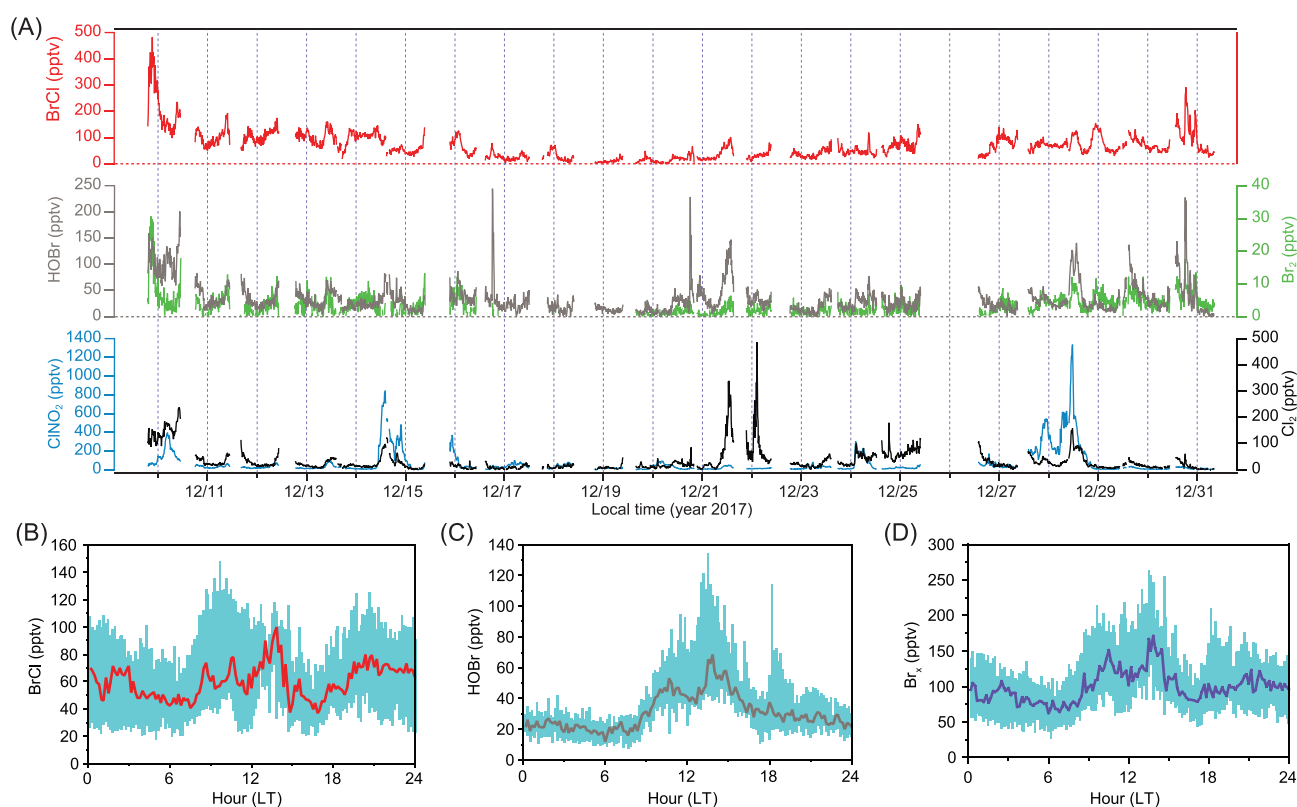 (A)
BrCl (pptv)
500
400
300
200
100
0
HOBr (pptv)
250
200
150
100
50
0
Br₂ (pptv)
40
30
20
10
0
ClNO₂ (pptv)
1400
1200
1000
800
600
400
200
0
Cl₂ (pptv)
500
400
300
200
100
0
12/11 12/13 12/15 12/17 12/19 12/21 12/23 12/25 12/27 12/29 12/31
Local time (year 2017)
(B)
BrCl (pptv)
160
140
120
100
80
60
40
20
0
0 6 12 18 24
Hour (LT)
(C)
HOBr (pptv)
140
120
100
80
60
40
20
0
0 6 12 18 24
Hour (LT)
(D)
Brₓ (pptv)
300
250
200
150
100
50
0
0 6 12 18 24
Hour (LT)